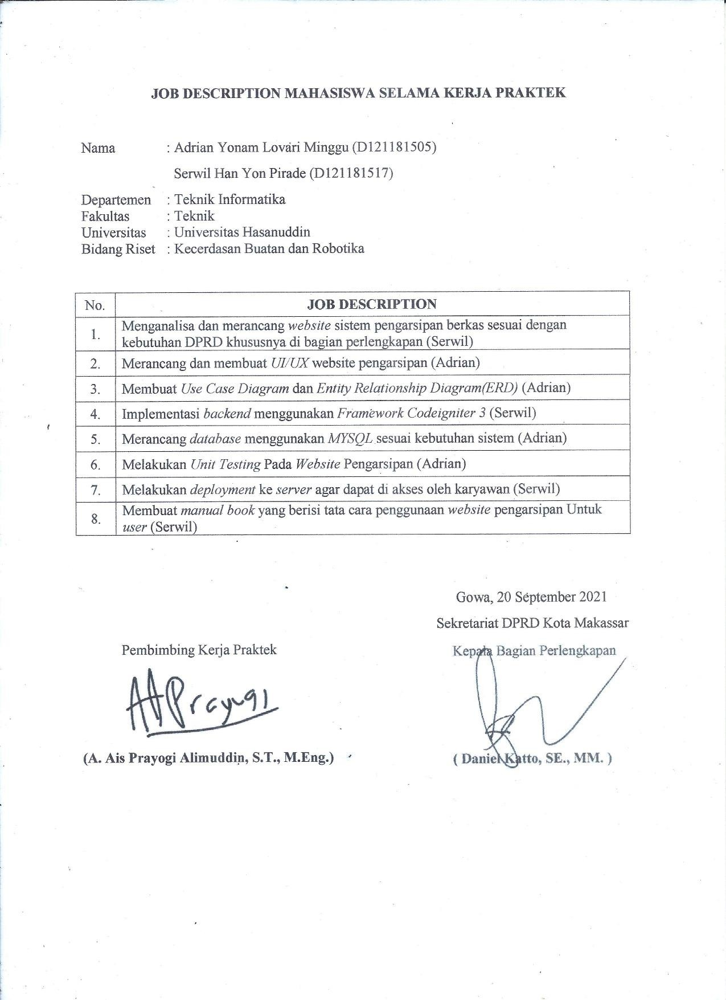 JOB DESCRIPTION MAHASISWA SELAMA KERJA PRAKTEK
Nama : Adrian Yonam Lovari Minggu (D121181505)
Serwil Han Yon Pirade (D121181517)
Departemen : Teknik Informatika
Fakultas : Teknik
Universitas : Universitas Hasanuddin
Bidang Riset : Kecerdasan Buatan dan Robotika
No. JOB DESCRIPTION
1. Menganalisa dan merancang website sistem pengarsipan berkas sesuai dengan
kebutuhan DPRD khususnya di bagian perlengkapan (Serwil)
2. Merancang dan membuat UI/UX website pengarsipan (Adrian)
3. Membuat Use Case Diagram dan Entity Relationship Diagram(ERD) (Adrian)
4. Implementasi backend menggunakan Framework Codeigniter 3 (Serwil)
5. Merancang database menggunakan MYSQL sesuai kebutuhan sistem (Adrian)
6. Melakukan Unit Testing Pada Website Pengarsipan (Adrian)
7. Melakukan deployment ke server agar dapat di akses oleh karyawan (Serwil)
8. Membuat manual book yang berisi tata cara penggunaan website pengarsipan Untuk
user (Serwil)
Gowa, 20 September 2021
Sekretariat DPRD Kota Makassar
Pembimbing Kerja Praktek
Kepala Bagian Perlengkapan
Prayugi
(A. Ais Prayogi Alimuddin, S.T., M.Eng.)
( Daniel Katto, SE., MM. )